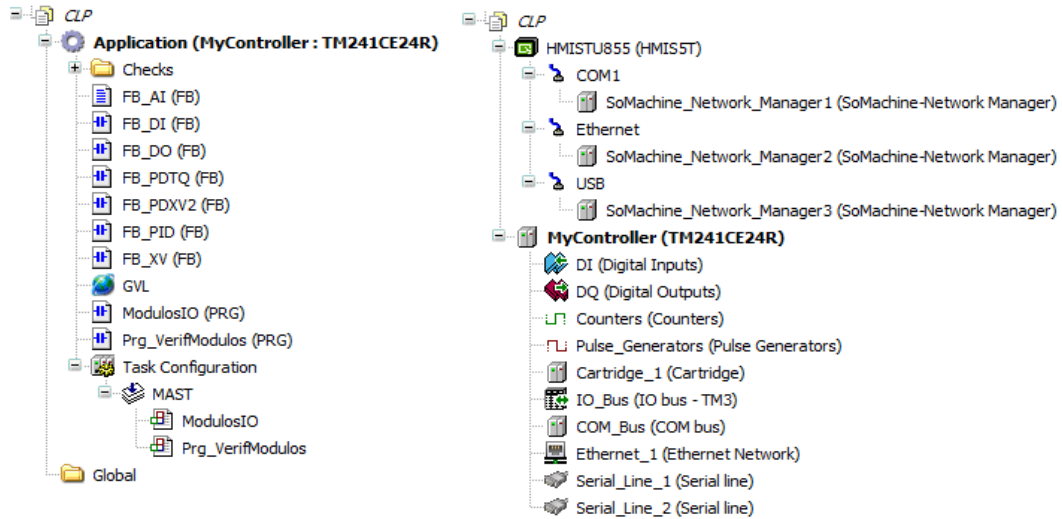 CLP
Application (MyController : TM241CE24R)
Checks
FB_AI (FB)
FB_DI (FB)
FB_DO (FB)
FB_PDTQ (FB)
FB_PDXV2 (FB)
FB_PID (FB)
FB_XV (FB)
GVL
ModulosIO (PRG)
Prg_VerifModulos (PRG)
Task Configuration
MAST
ModulosIO
Prg_VerifModulos
Global
CLP
HMISTU855 (HMIS5T)
COM1
SoMachine_Network_Manager1 (SoMachine-Network Manager)
Ethernet
SoMachine_Network_Manager2 (SoMachine-Network Manager)
USB
SoMachine_Network_Manager3 (SoMachine-Network Manager)
MyController (TM241CE24R)
DI (Digital Inputs)
DQ (Digital Outputs)
Counters (Counters)
Pulse_Generators (Pulse Generators)
Cartridge_1 (Cartridge)
IO_Bus (IO bus - TM3)
COM_Bus (COM bus)
Ethernet_1 (Ethernet Network)
Serial_Line_1 (Serial line)
Serial_Line_2 (Serial line)